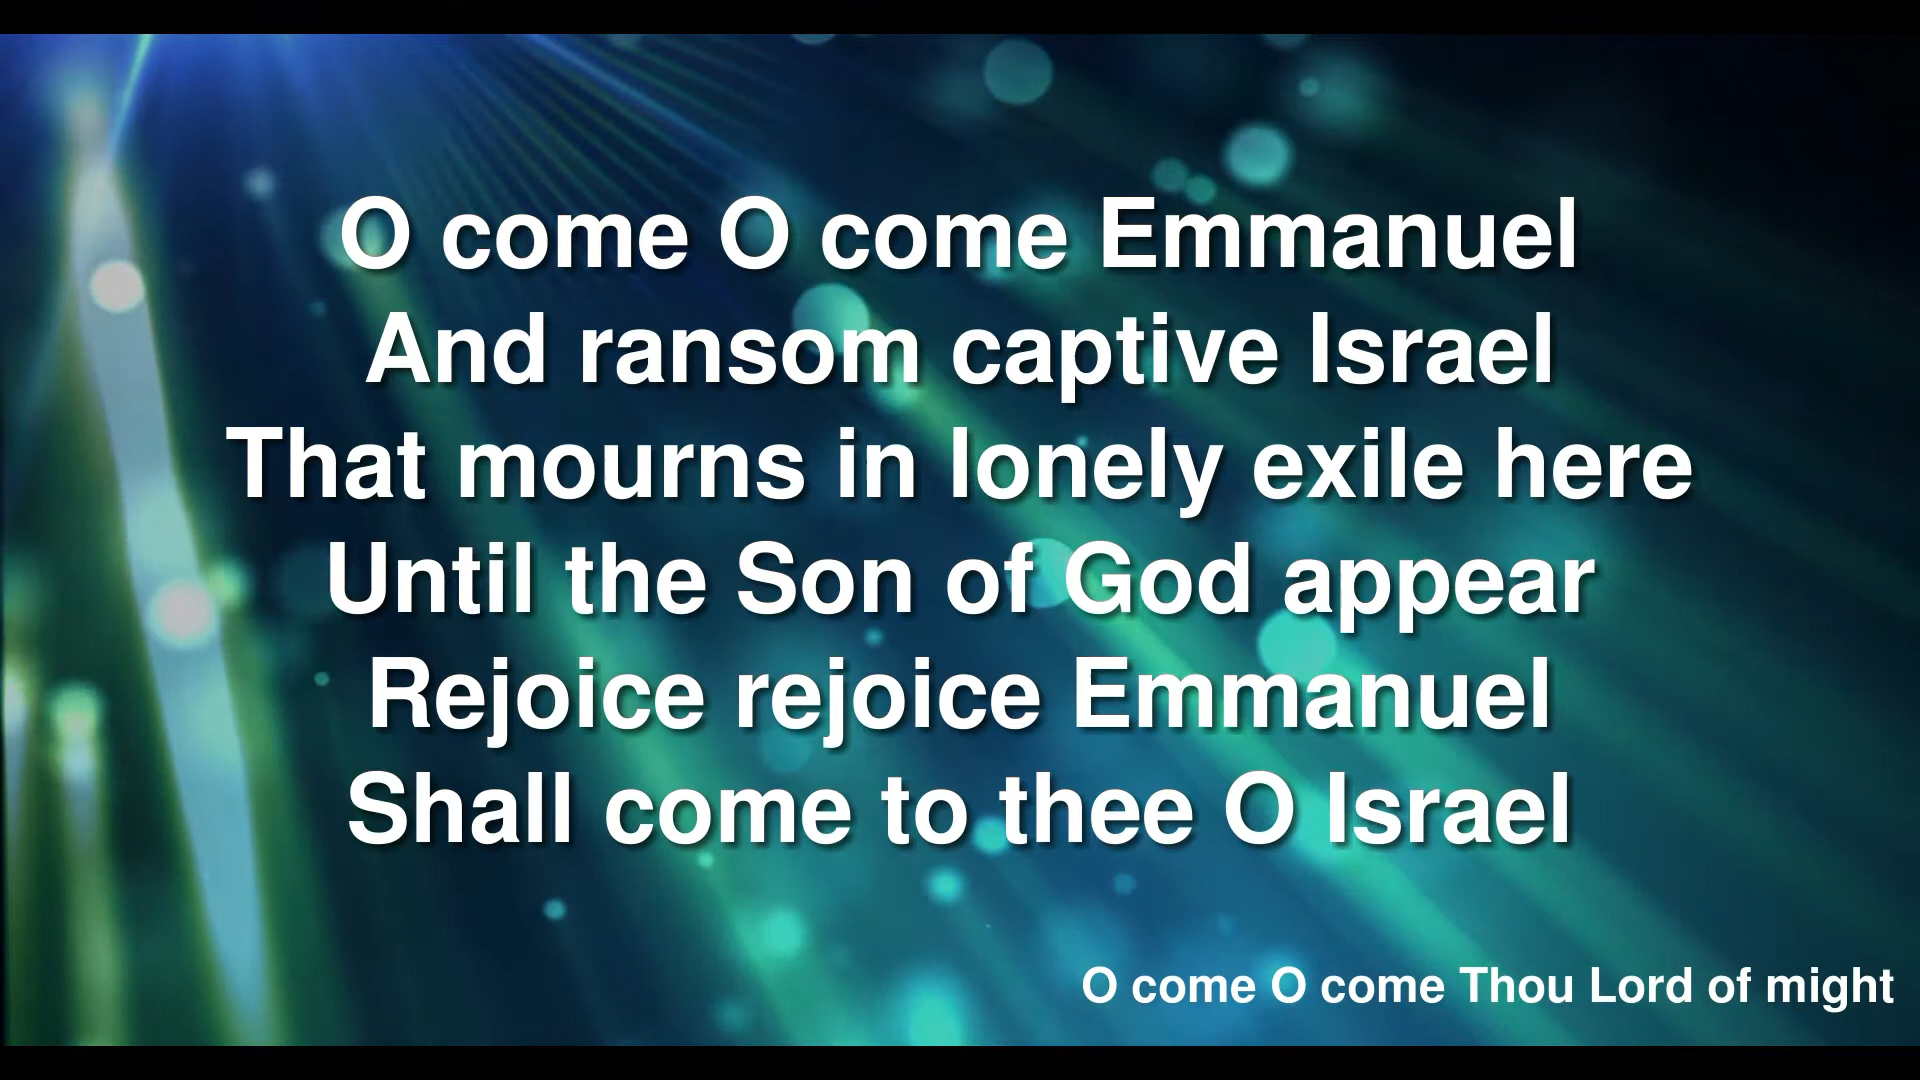 O come O come Emmanuel
And ransom captive Israel
That mourns in lonely exile here
Until the Son of God appear
Rejoice rejoice Emmanuel
Shall come to thee O Israel
O come O come Thou Lord of might